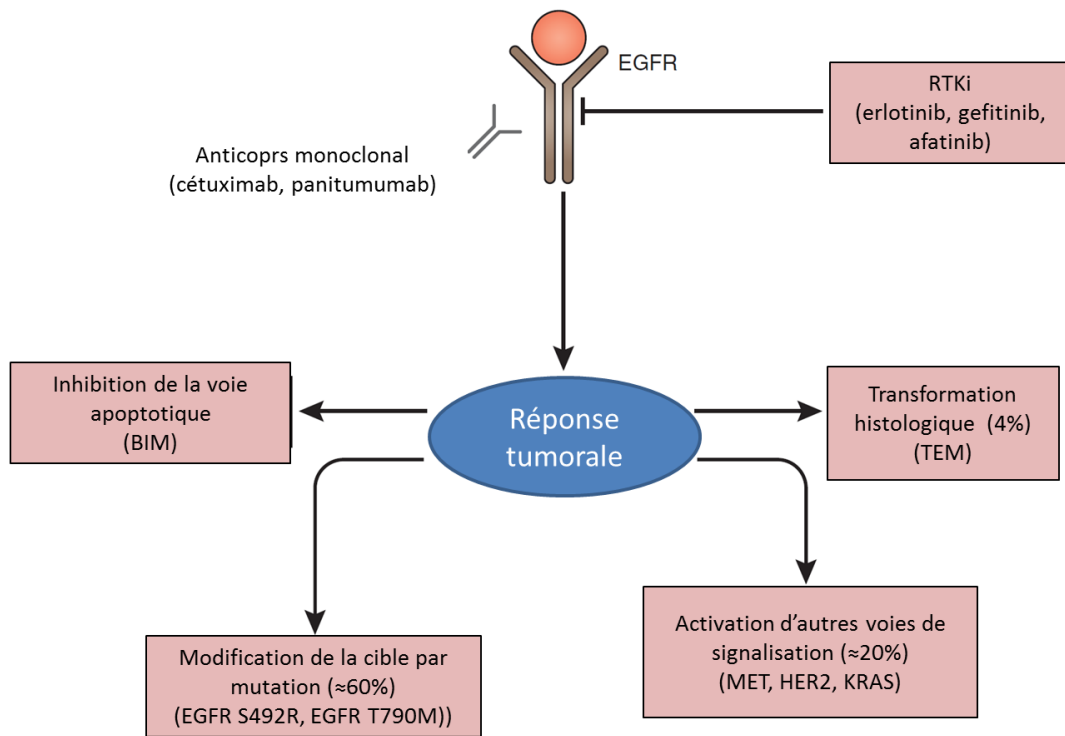 EGFR
RTKi
(erlotinib, gefitinib,
afatinib)
Anticoprs monoclonal
(cétuximab, panitumumab)
Inhibition de la voie
apoptotique
(BIM)
Réponse
tumorale
Transformation
histologique (4%)
(TEM)
Modification de la cible par
mutation (≈60%)
(EGFR S492R, EGFR T790M))
Activation d’autres voies de
signalisation (≈20%)
(MET, HER2, KRAS)